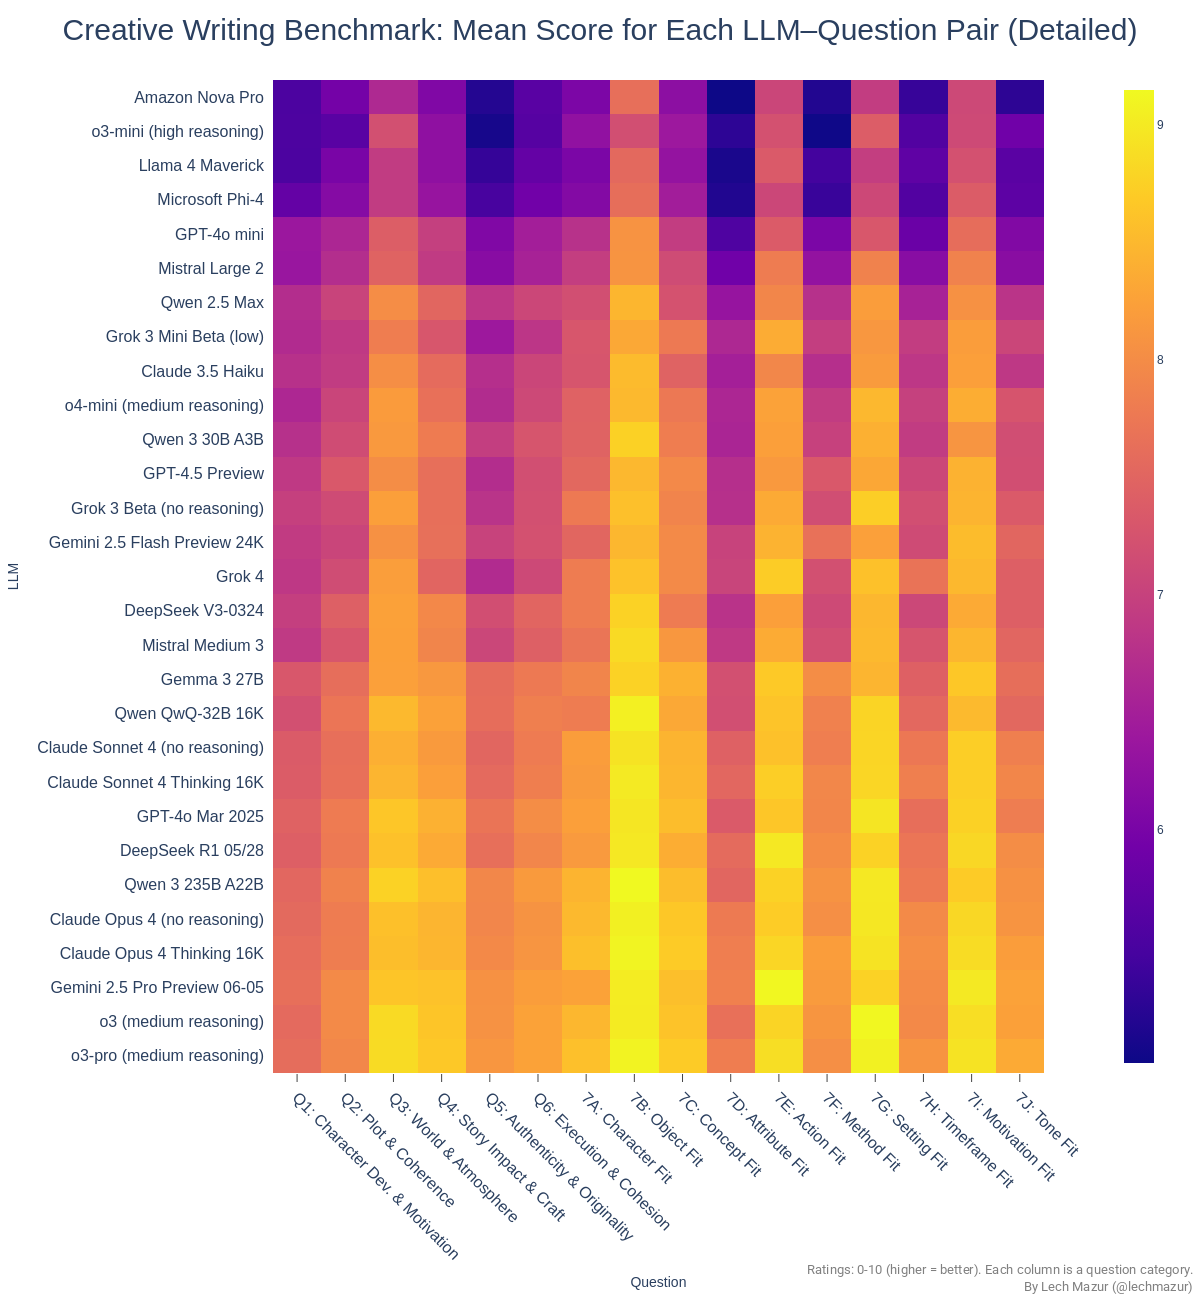 Creative Writing Benchmark: Mean Score for Each LLM–Question Pair (Detailed)
LLM
Amazon Nova Pro
o3-mini (high reasoning)
Llama 4 Maverick
Microsoft Phi-4
GPT-4o mini
Mistral Large 2
Qwen 2.5 Max
Grok 3 Mini Beta (low)
Claude 3.5 Haiku
o4-mini (medium reasoning)
Qwen 3 30B A3B
GPT-4.5 Preview
Grok 3 Beta (no reasoning)
Gemini 2.5 Flash Preview 24K
Grok 4
DeepSeek V3-0324
Mistral Medium 3
Gemma 3 27B
Qwen QwQ-32B 16K
Claude Sonnet 4 (no reasoning)
Claude Sonnet 4 Thinking 16K
GPT-4o Mar 2025
DeepSeek R1 05/28
Qwen 3 235B A22B
Claude Opus 4 (no reasoning)
Claude Opus 4 Thinking 16K
Gemini 2.5 Pro Preview 06-05
o3 (medium reasoning)
o3-pro (medium reasoning)
9
8
7
6
Q1: Character Dev. & Motivation
Q2: Plot & Coherence
Q3: World & Atmosphere
Q4: Story Impact & Craft
Q5: Authenticity & Originality
Q6: Execution & Cohesion
7A: Character Fit
7B: Object Fit
7C: Concept Fit
7D: Attribute Fit
7E: Action Fit
7F: Method Fit
7G: Setting Fit
7H: Timeframe Fit
7I: Motivation Fit
7J: Tone Fit
Question
Ratings: 0-10 (higher = better). Each column is a question category.
By Lech Mazur (@lechmazur)